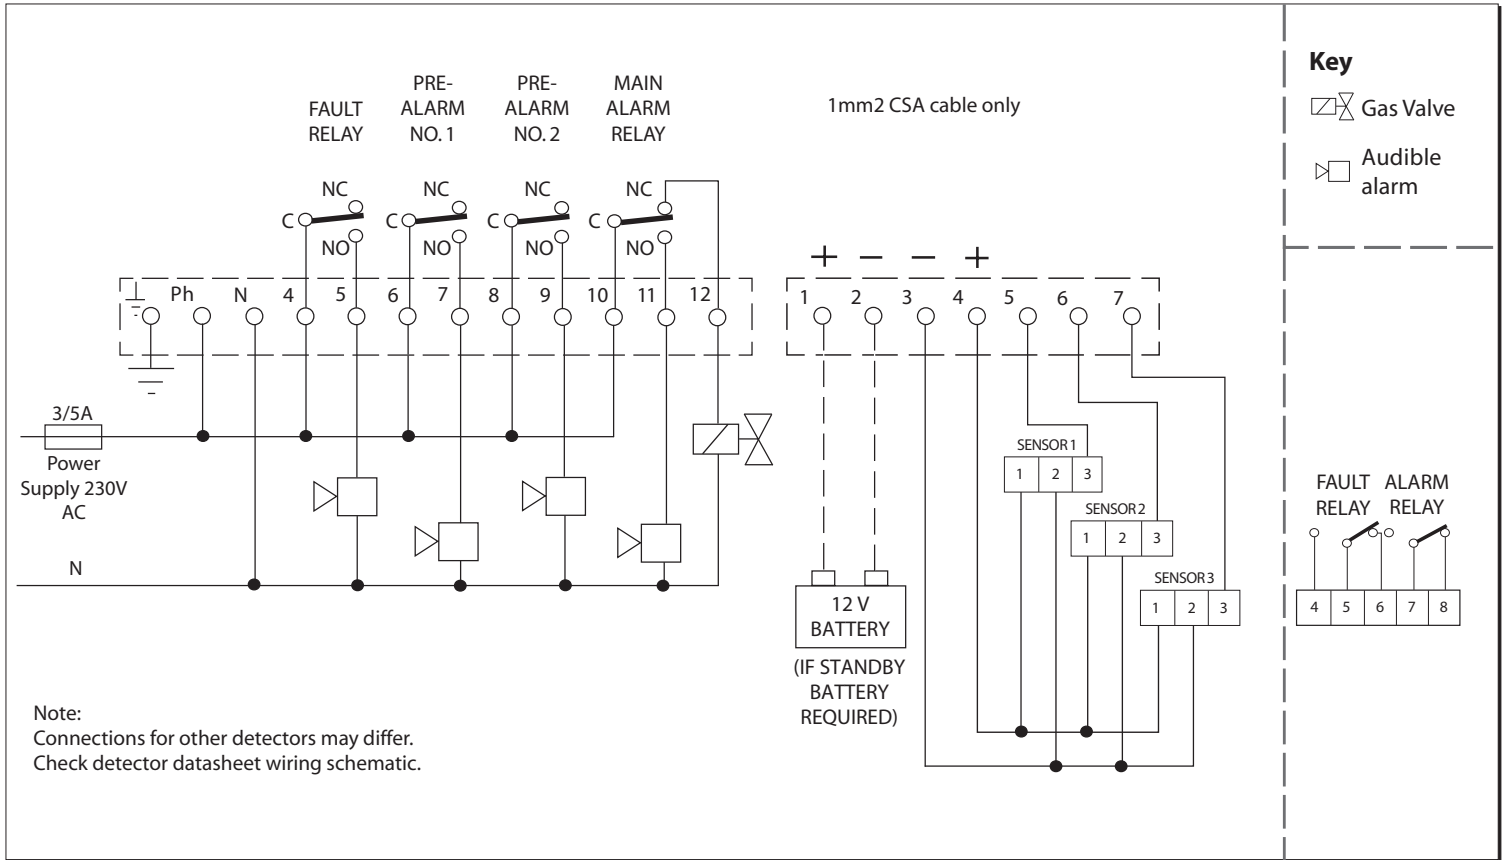 FAULT
RELAY
PRE-
ALARM
NO. 1
PRE-
ALARM
NO. 2
MAIN
ALARM
RELAY
1mm2 CSA cable only
NC
C
NO
NC
C
NO
NC
C
NO
NC
C
NO
Ph N 4 5 6 7 8 9 10 11 12
+ − − +
1 2 3 4 5 6 7
3/5A
Power
Supply 230V
AC
N
SENSOR 1
1 2 3
SENSOR 2
1 2 3
SENSOR 3
1 2 3
12 V
BATTERY
(IF STANDBY
BATTERY
REQUIRED)
Note:
Connections for other detectors may differ.
Check detector datasheet wiring schematic.
Key
Gas Valve
Audible
alarm
FAULT
RELAY
ALARM
RELAY
4 5 6 7 8